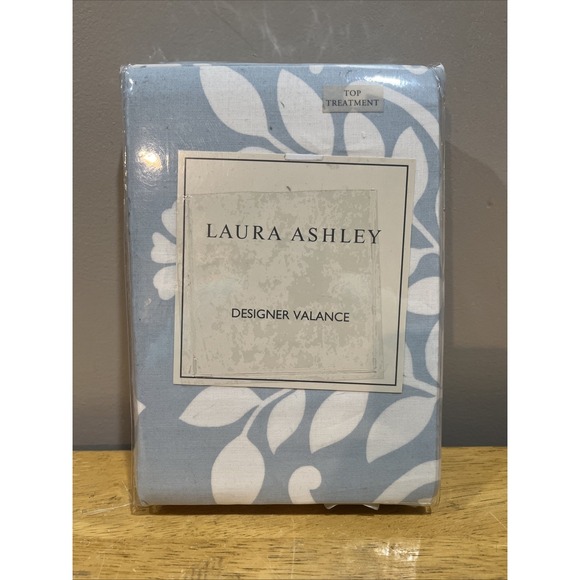 TOP
TREATMENT
LAURA ASHLEY
DESIGNER VALANCE